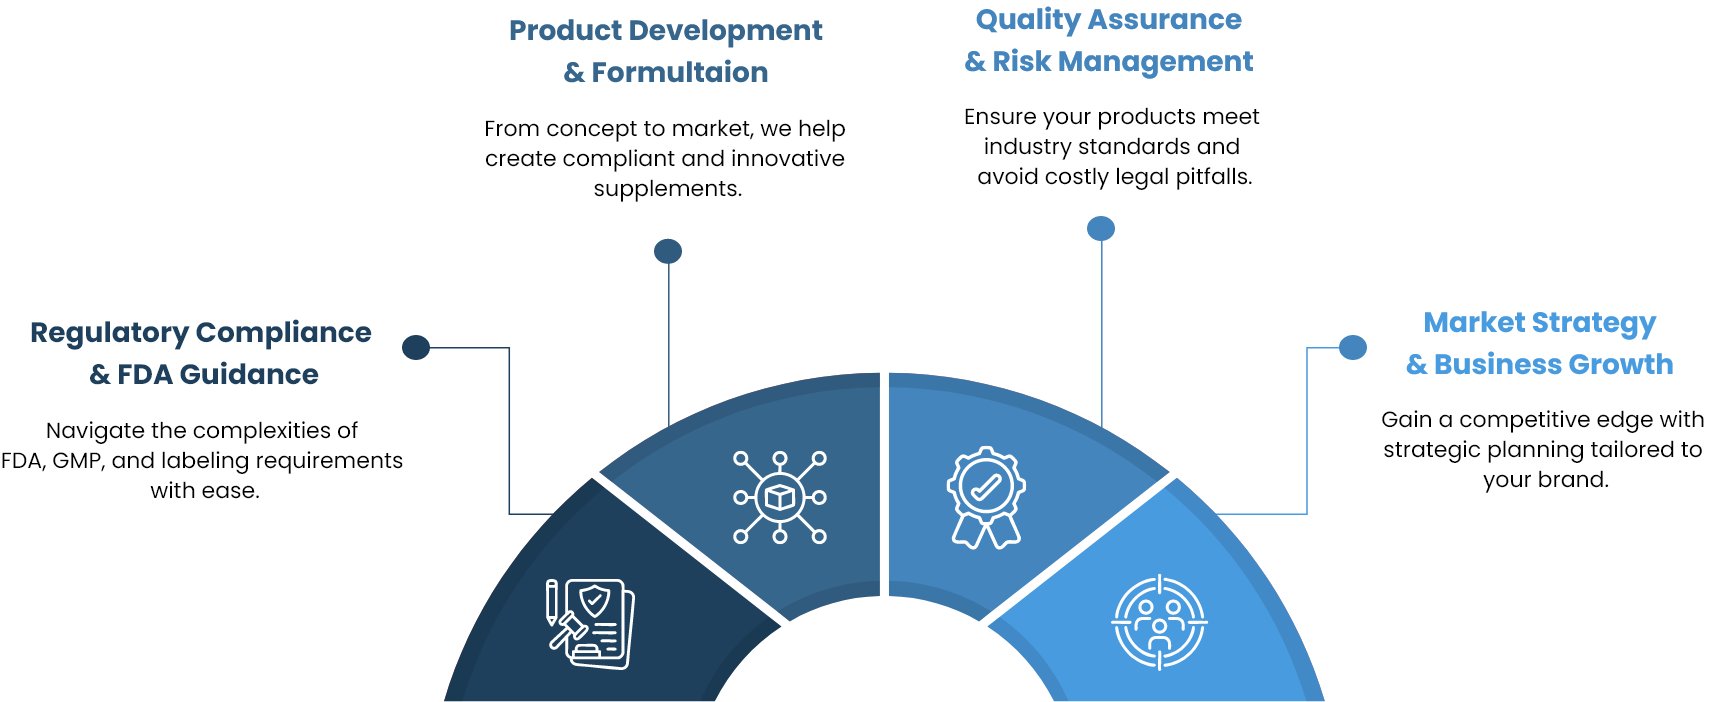 Regulatory Compliance
& FDA Guidance
Navigate the complexities of
FDA, GMP, and labeling requirements
with ease.
Product Development
& Formultaion
From concept to market, we help
create compliant and innovative
supplements.
Quality Assurance
& Risk Management
Ensure your products meet
industry standards and
avoid costly legal pitfalls.
Market Strategy
& Business Growth
Gain a competitive edge with
strategic planning tailored to
your brand.